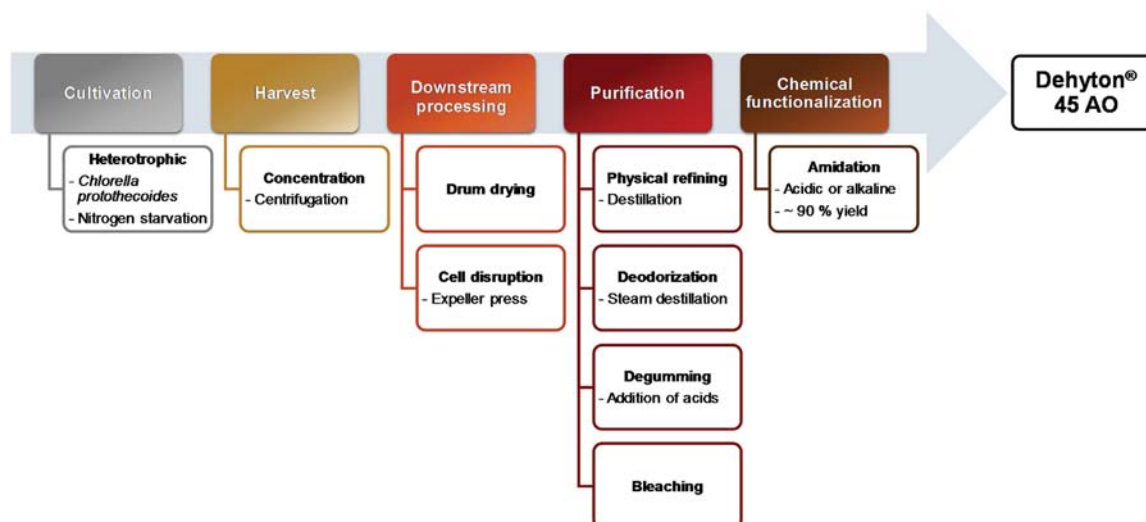 Cultivation
Harvest
Downstream
processing
Purification
Chemical
functionalization
Dehyton®
45 AO
Heterotrophic
- Chlorella
protothecoides
- Nitrogen starvation
Concentration
- Centrifugation
Drum drying
Cell disruption
- Expeller press
Physical refining
- Destillation
Deodorization
- Steam destillation
Degumming
- Addition of acids
Bleaching
Amidation
- Acidic or alkaline
- ~ 90 % yield